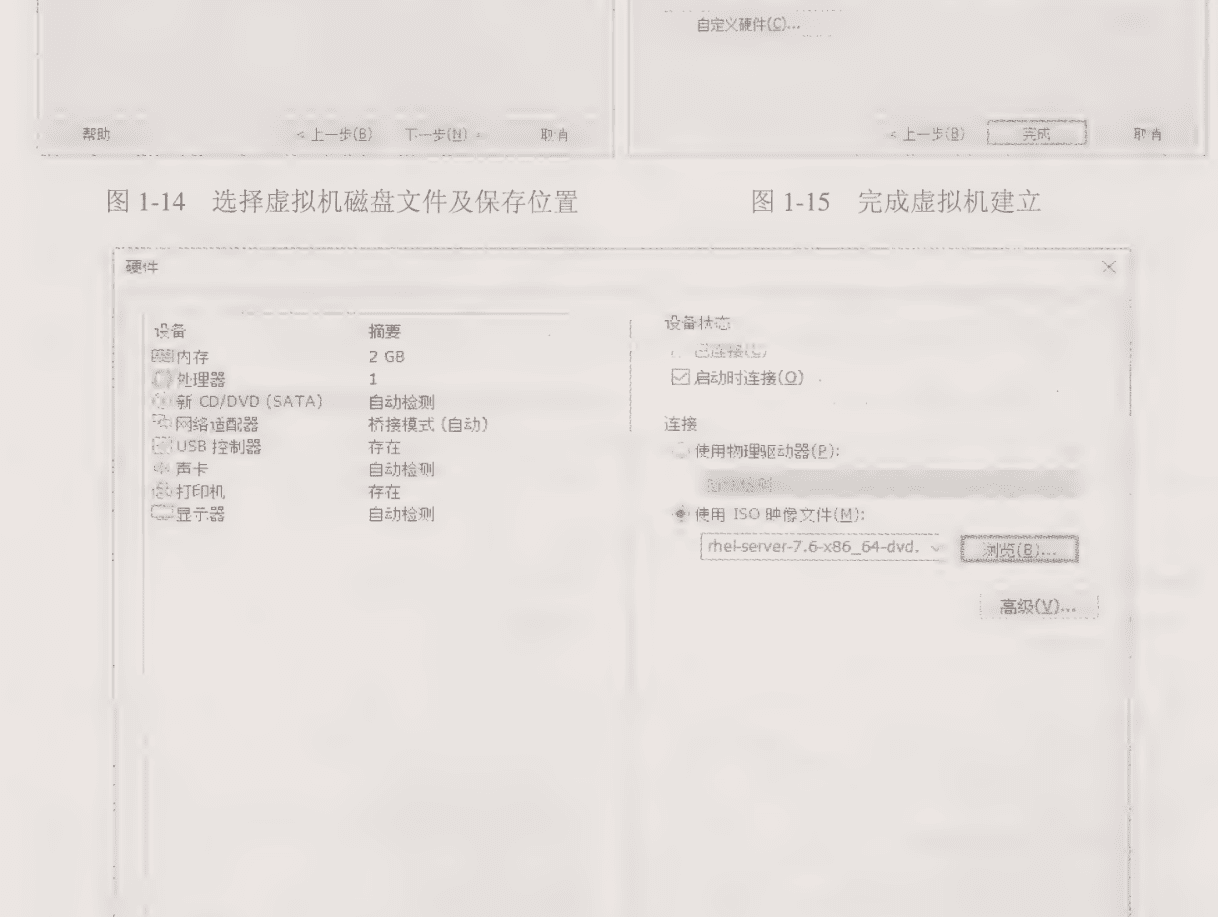 自定义硬件(C)...
帮助 < 上一步(B) 下一步(N) > 取消
< 上一步(B) 完成 取消
图 1-14 选择虚拟机磁盘文件及保存位置
图 1-15 完成虚拟机建立
硬件
设备 摘要
内存 2 GB
处理器 1
新 CD/DVD (SATA) 自动检测
网络适配器 桥接模式 (自动)
USB 控制器 存在
声卡 自动检测
打印机 存在
显示器 自动检测
设备状态
已连接(C)
启动时连接(O)
连接
使用物理驱动器(P):
自动检测
使用 ISO 映像文件(M):
rhel-server-7.6-x86_64-dvd.
浏览(B)...
高级(V)...